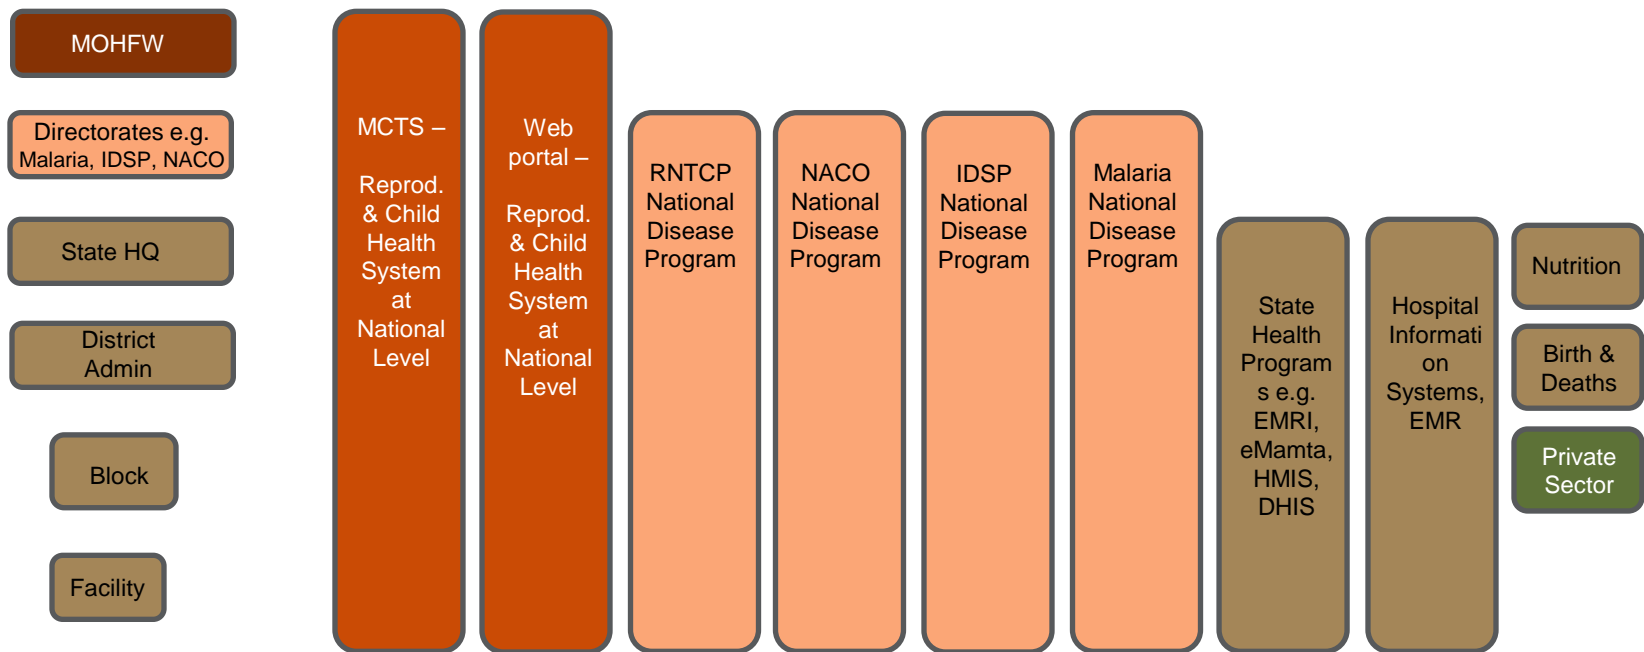 MOHFW
Directorates e.g.
Malaria, IDSP, NACO
State HQ
District
Admin
Block
Facility
MCTS –
Reprod.
& Child
Health
System
at
National
Level
Web
portal –
Reprod.
& Child
Health
System
at
National
Level
RNTCP
National
Disease
Program
NACO
National
Disease
Program
IDSP
National
Disease
Program
Malaria
National
Disease
Program
State
Health
Program
s e.g.
EMRI,
eMamta,
HMIS,
DHIS
Hospital
Informati
on
Systems,
EMR
Nutrition
Birth &
Deaths
Private
Sector